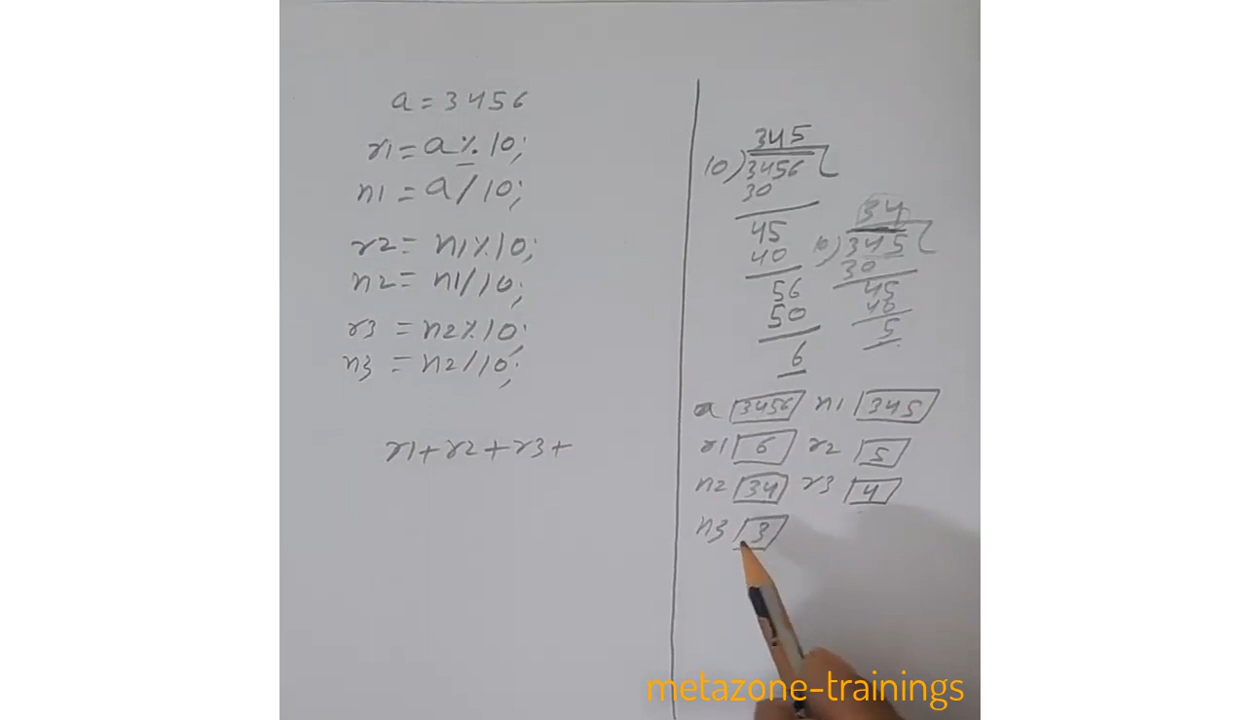 a = 3456
r1 = a % 10;
n1 = a / 10;
r2 = n1 % 10;
n2 = n1 / 10;
r3 = n2 % 10;
n3 = n2 / 10;
r1 + r2 + r3 +
345
10) 3456 (
30
45
40
56
50
6
34
10) 345 (
30
45
40
5
a 3456 n1 345
r1 6 r2 5
n2 34 r3 4
n3 3
metazone-trainings